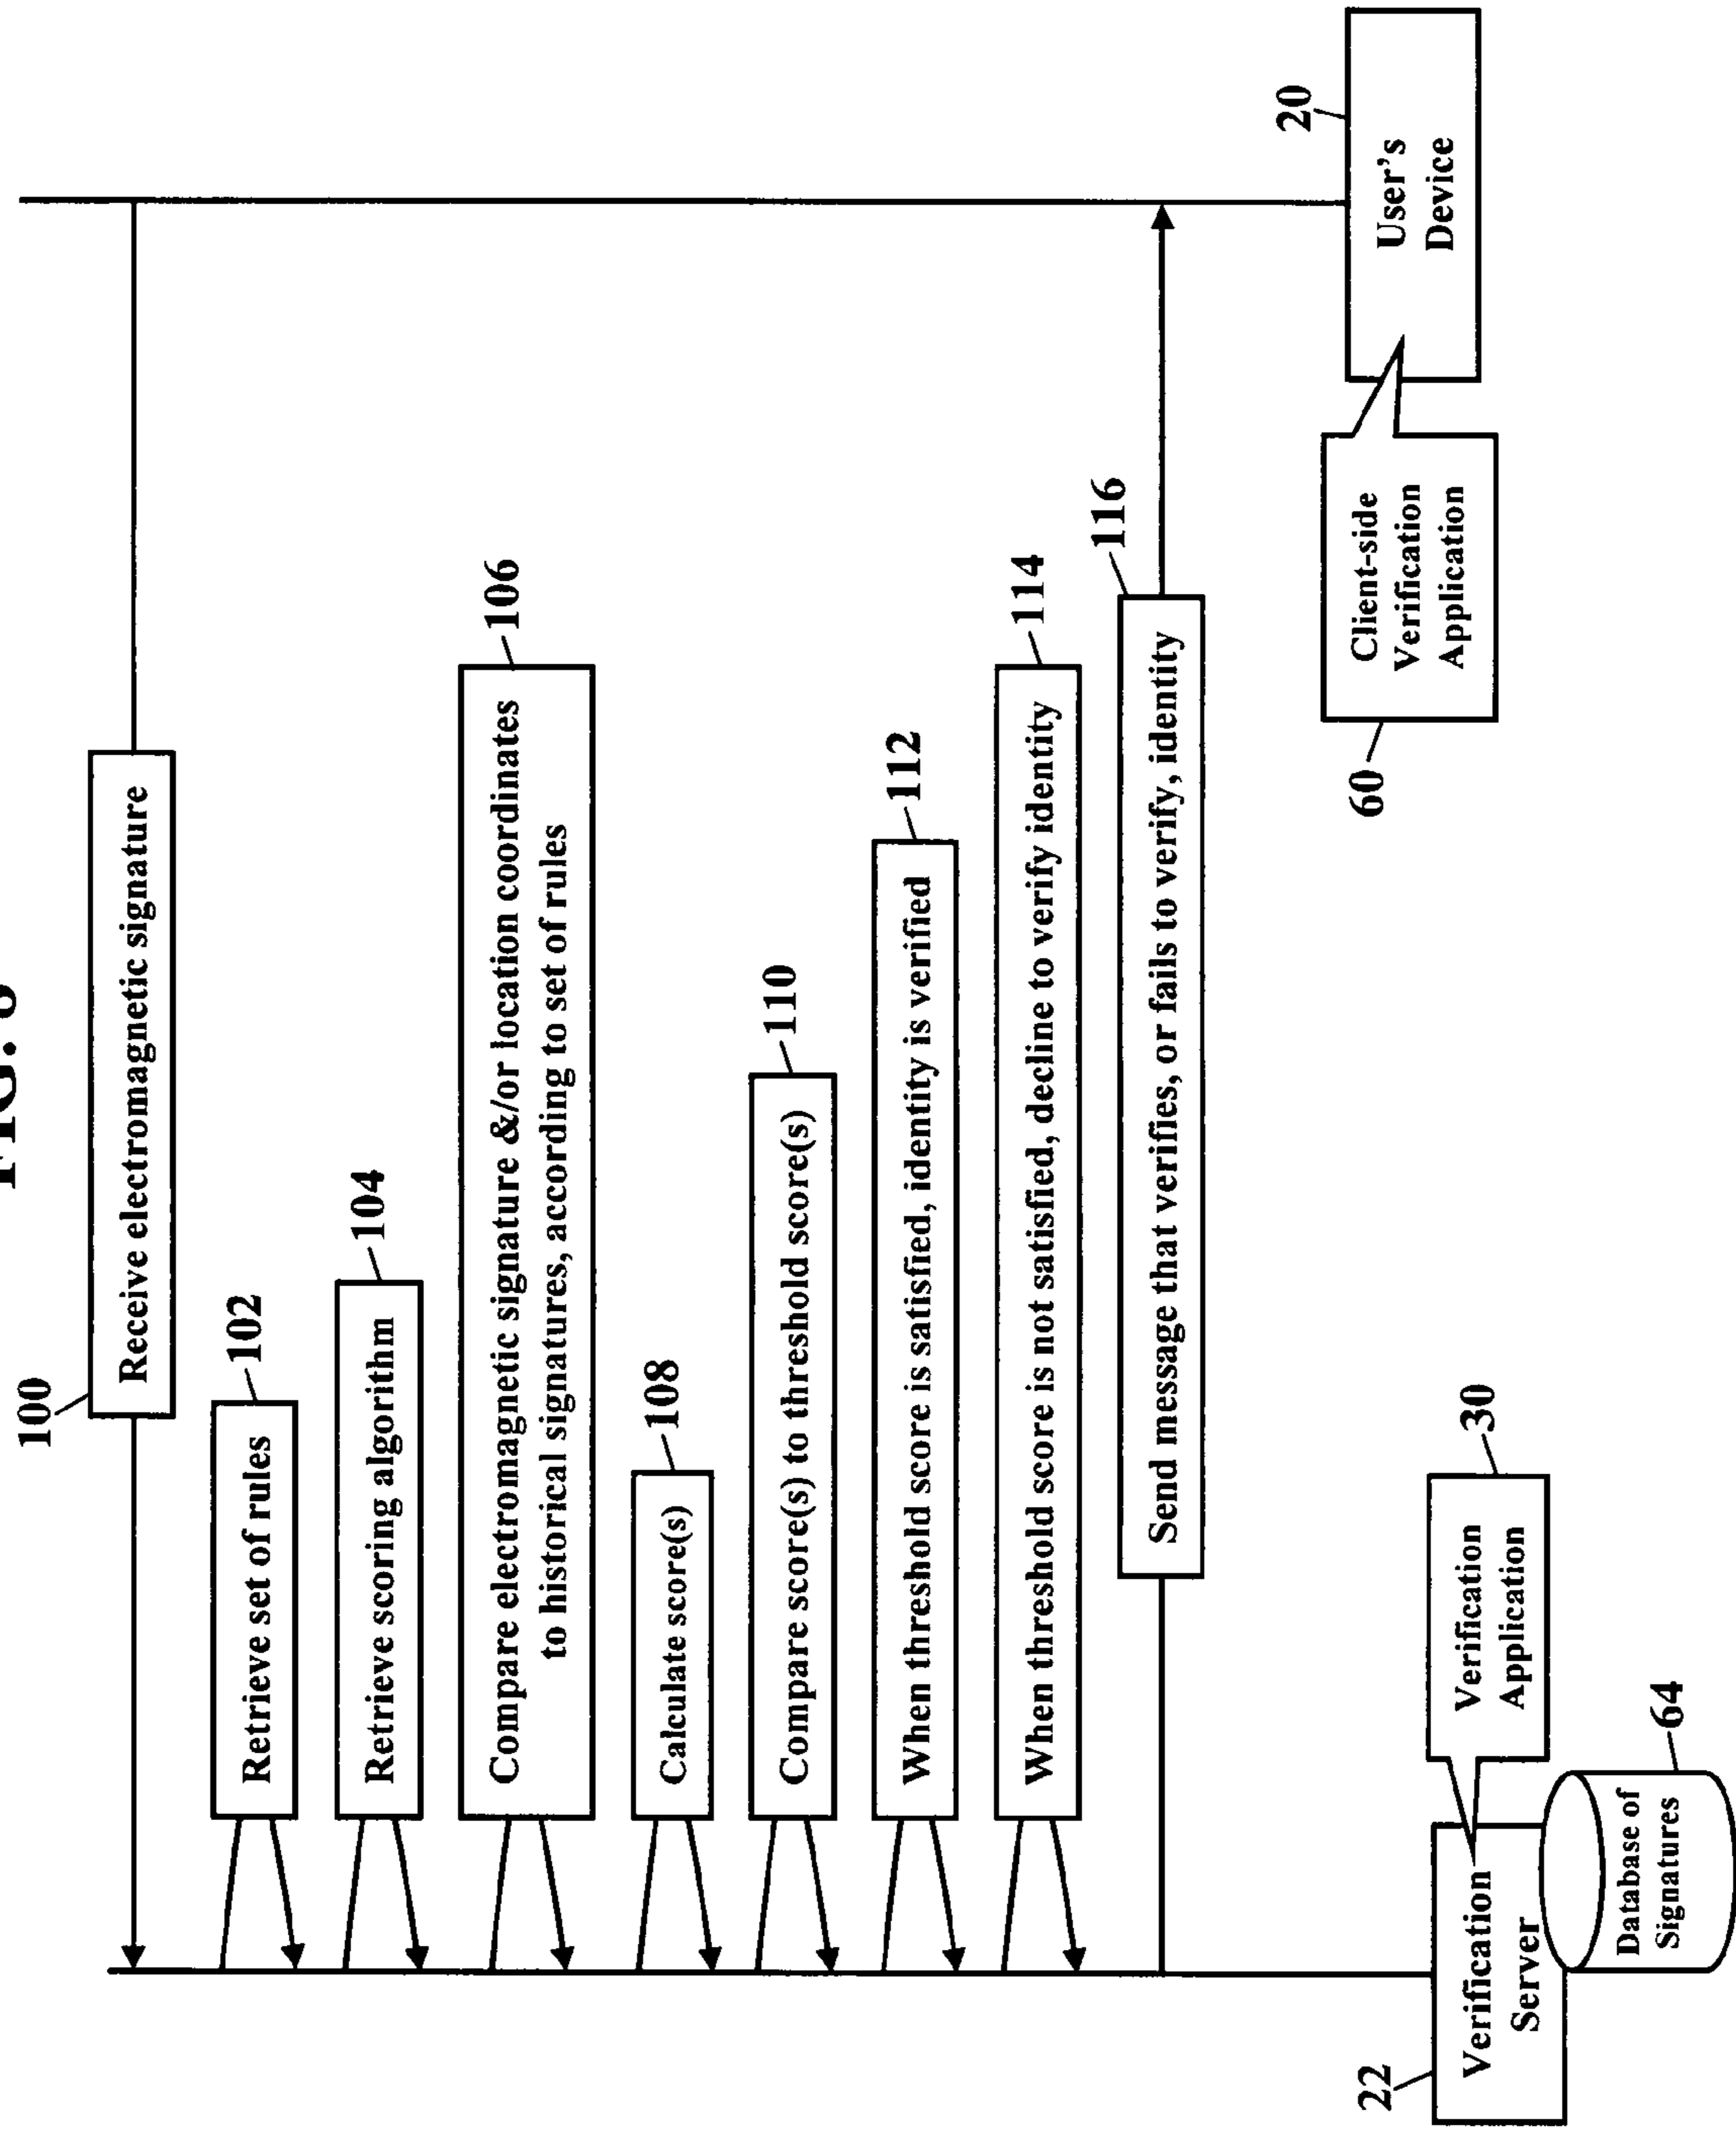 FIG.
100
Receive electromagnetic signature
Retrieve set of rules
102
Retrieve scoring algorithm
104
Compare electromagnetic signature &/or location coordinates
to historical signatures, according to set of rules
106
Calculate score(s)
108
Compare score(s) to threshold score(s)
110
When threshold score is satisfied, identity is verified
112
When threshold score is not satisfied, decline to verify identity
114
Send message that verifies, or fails to verify, identity
116
22
Verification
Server
Verification
Application
30
Database of
Signatures
64
60
Client-side
Verification
Application
User's
Device
20